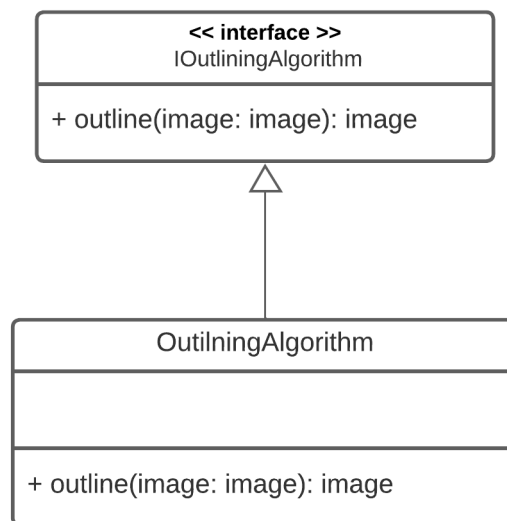 << interface >>
IOutliningAlgorithm
+ outline(image: image): image
OutilningAlgorithm
+ outline(image: image): image